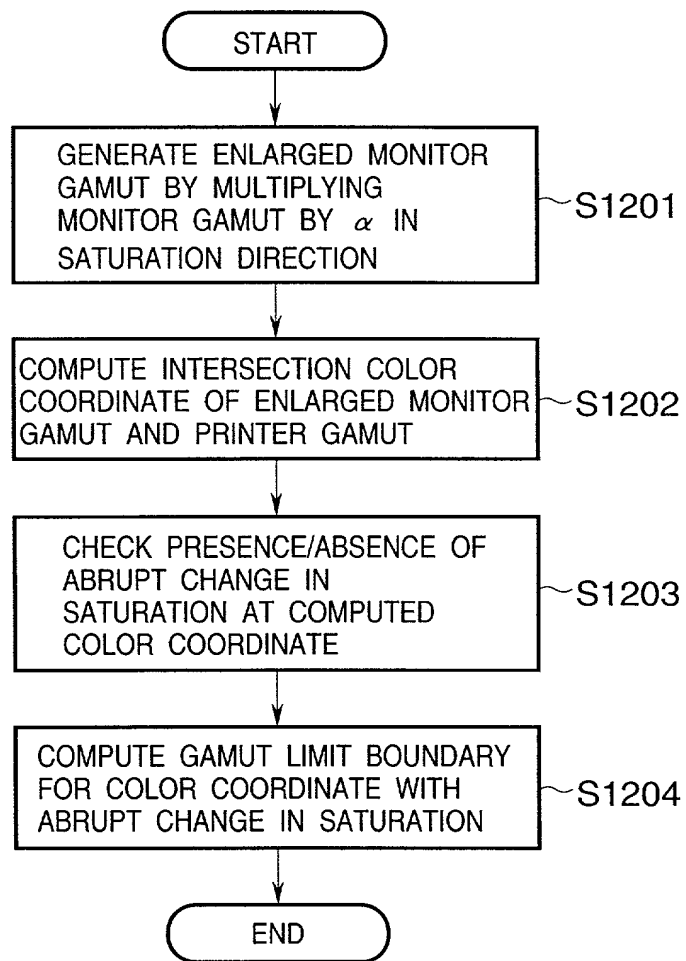 START
GENERATE ENLARGED MONITOR
GAMUT BY MULTIPLYING
MONITOR GAMUT BY α IN
SATURATION DIRECTION
S1201
COMPUTE INTERSECTION COLOR
COORDINATE OF ENLARGED MONITOR
GAMUT AND PRINTER GAMUT
S1202
CHECK PRESENCE/ABSENCE OF
ABRUPT CHANGE IN
SATURATION AT COMPUTED
COLOR COORDINATE
S1203
COMPUTE GAMUT LIMIT BOUNDARY
FOR COLOR COORDINATE WITH
ABRUPT CHANGE IN SATURATION
S1204
END